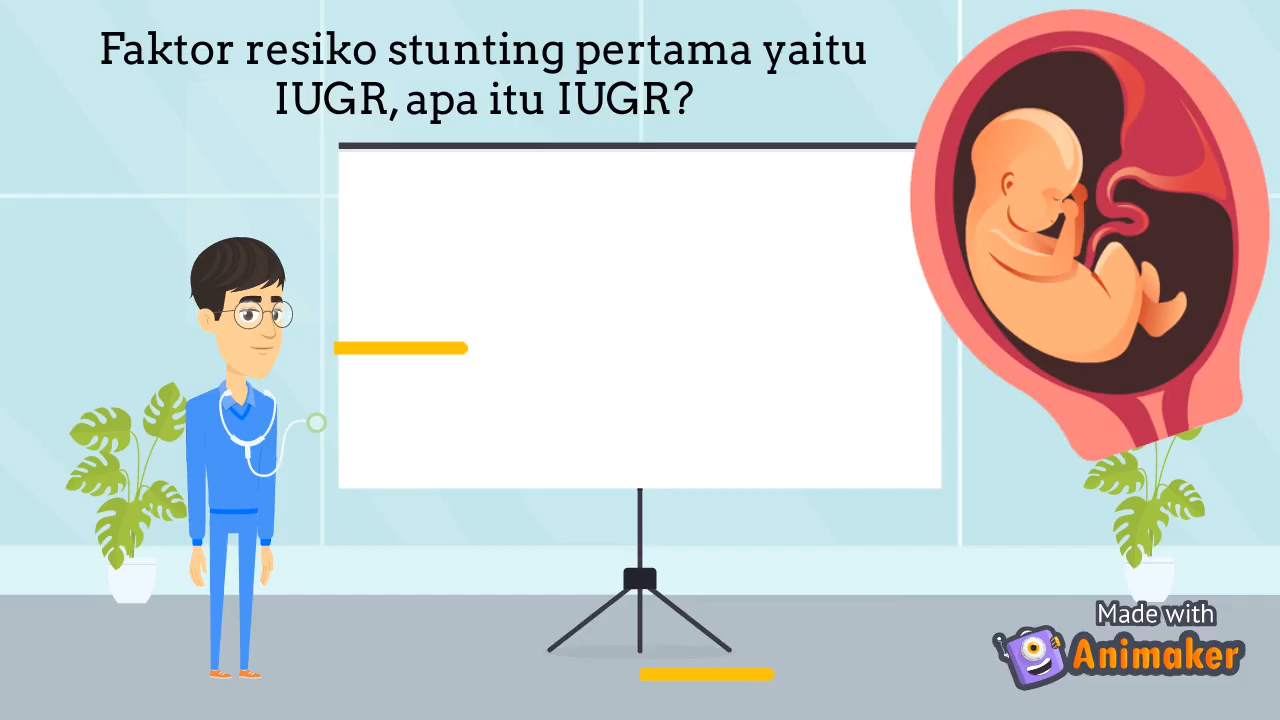 Faktor resiko stunting pertama yaitu
IUGR, apa itu IUGR?
Made with
Animaker